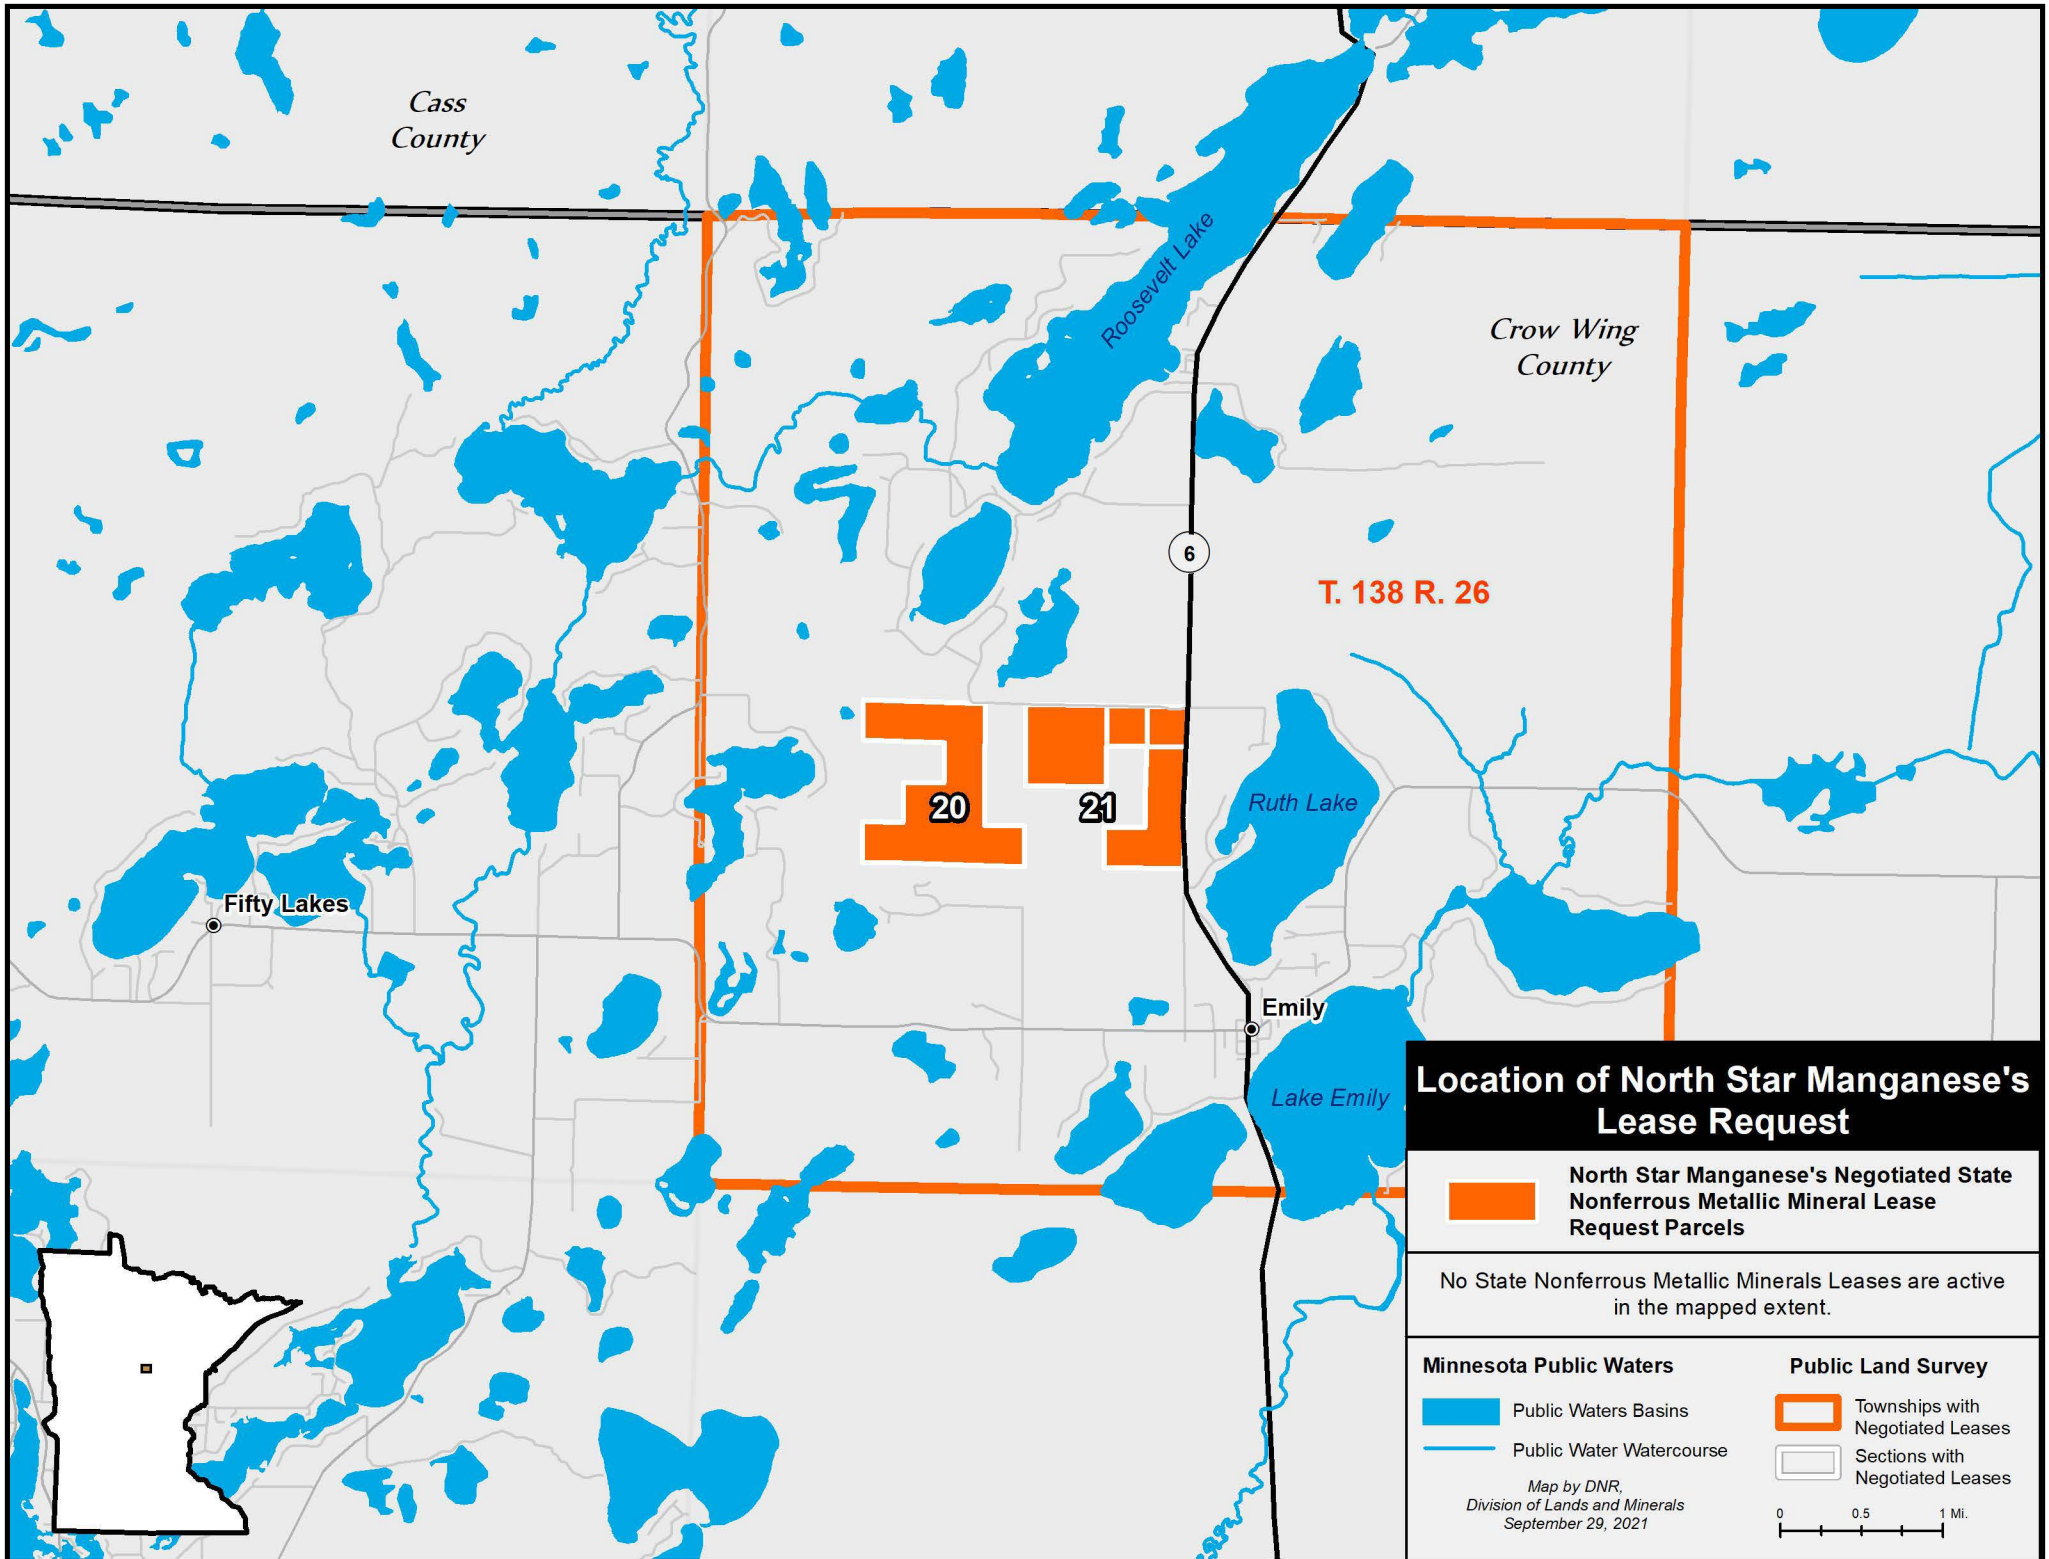 Cass
County
Roosevelt Lake
Crow Wing
County
6
T. 138 R. 26
20
21
Ruth Lake
Fifty Lakes
Emily
Lake Emily
Location of North Star Manganese's
Lease Request
North Star Manganese's Negotiated State
Nonferrous Metallic Mineral Lease
Request Parcels
No State Nonferrous Metallic Minerals Leases are active
in the mapped extent.
Minnesota Public Waters
Public Waters Basins
Public Water Watercourse
Map by DNR,
Division of Lands and Minerals
September 29, 2021
Public Land Survey
Townships with
Negotiated Leases
Sections with
Negotiated Leases
0 0.5 1 Mi.